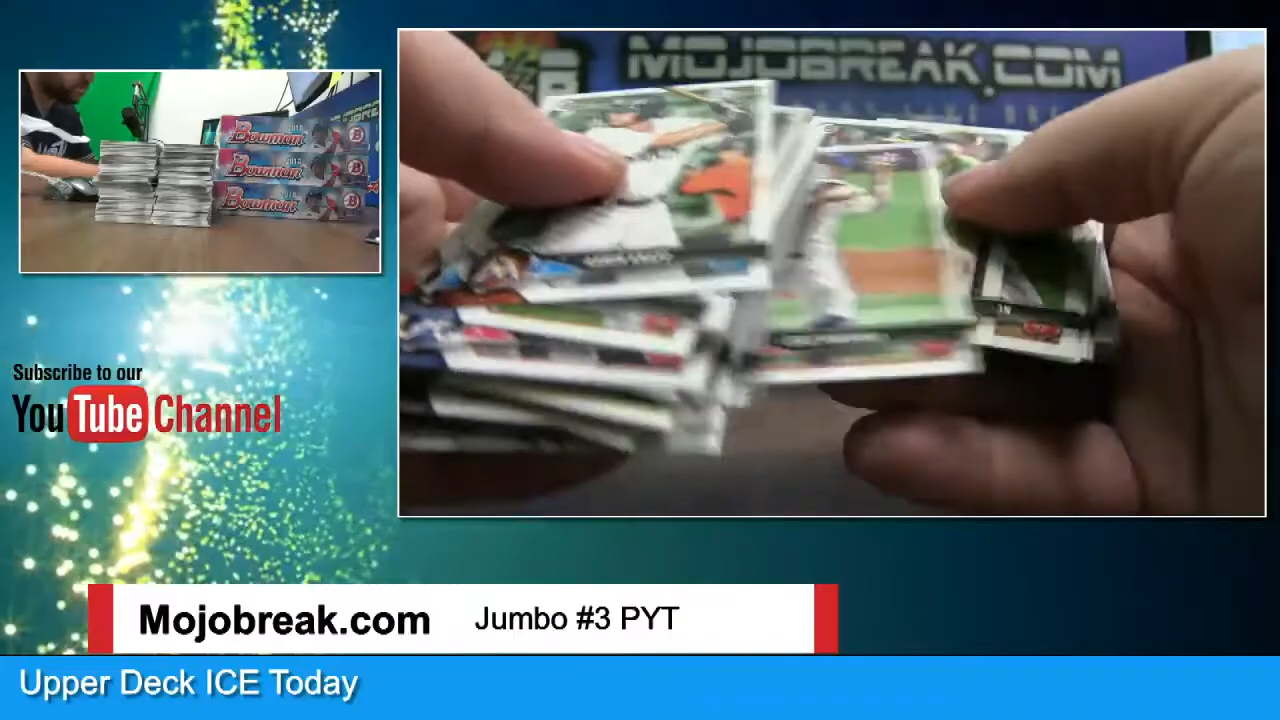 MOJOBREAK.COM
2018
Bowman
Bowman
Bowman
Subscribe to our
YouTube Channel
Mojobreak.com Jumbo #3 PYT
Upper Deck ICE Today